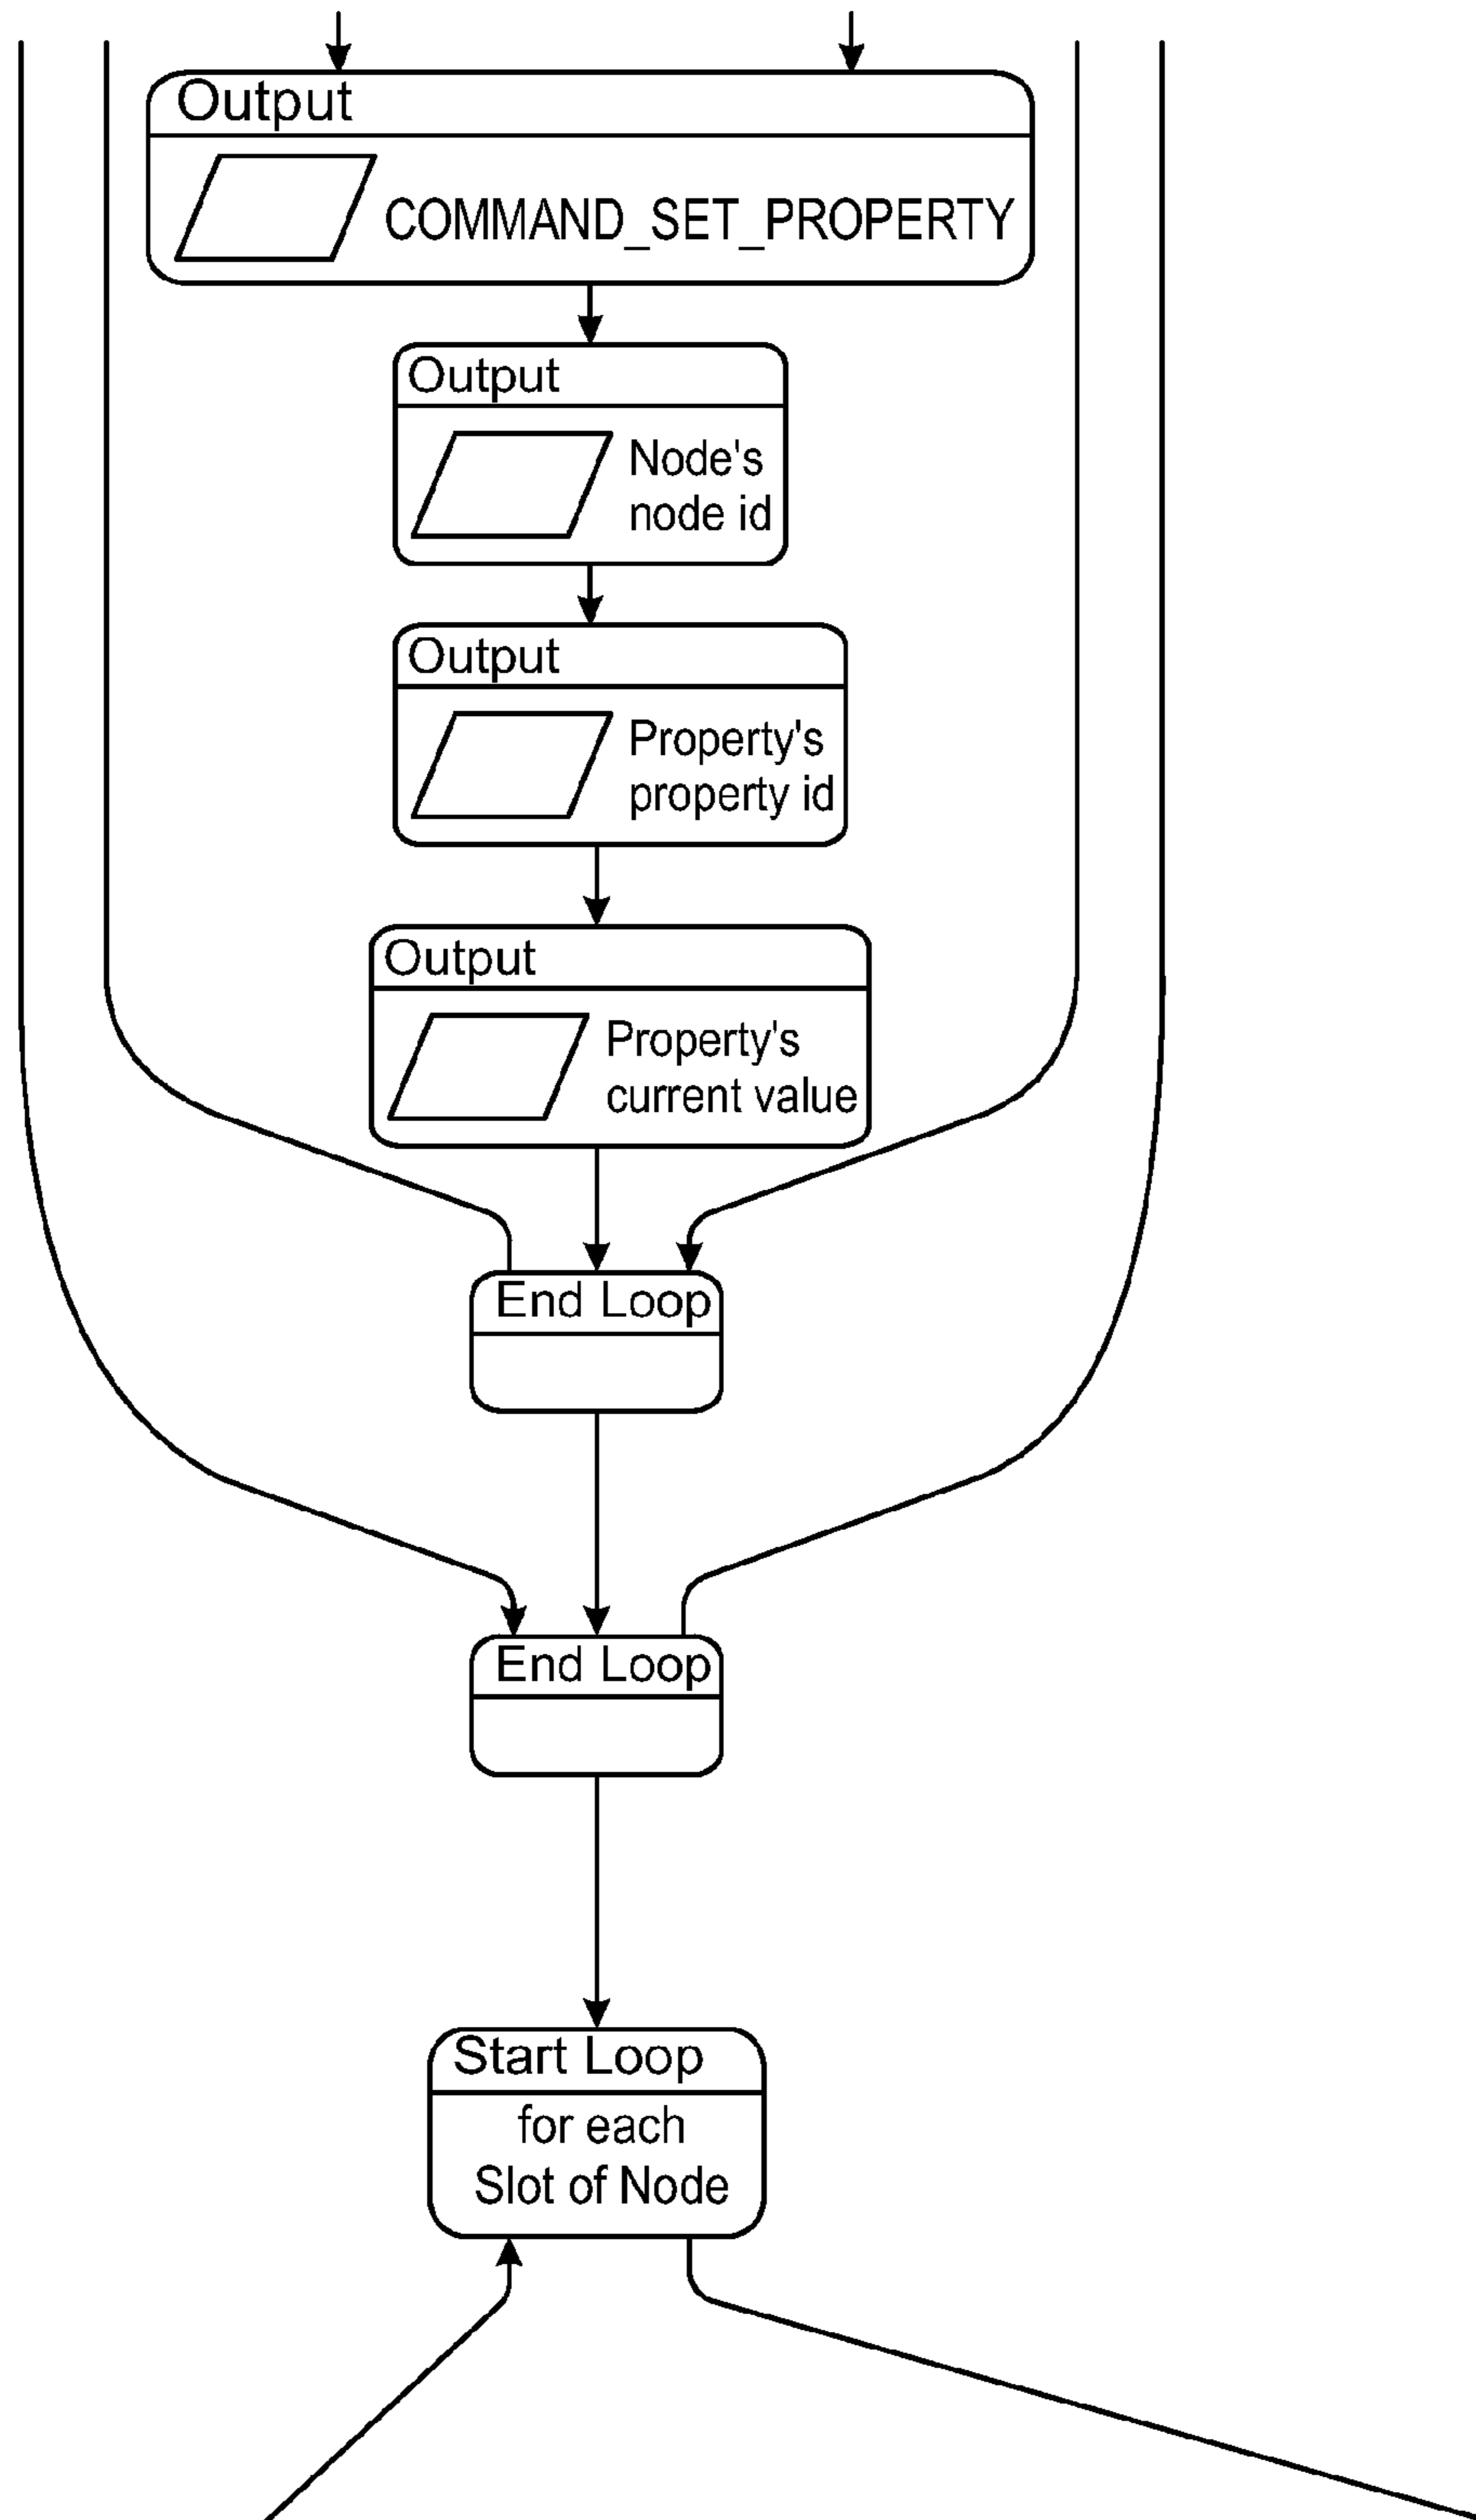 Output
COMMAND_SET_PROPERTY
Output
Node's
node id
Output
Property's
property id
Output
Property's
current value
End Loop
End Loop
Start Loop
for each
Slot of Node